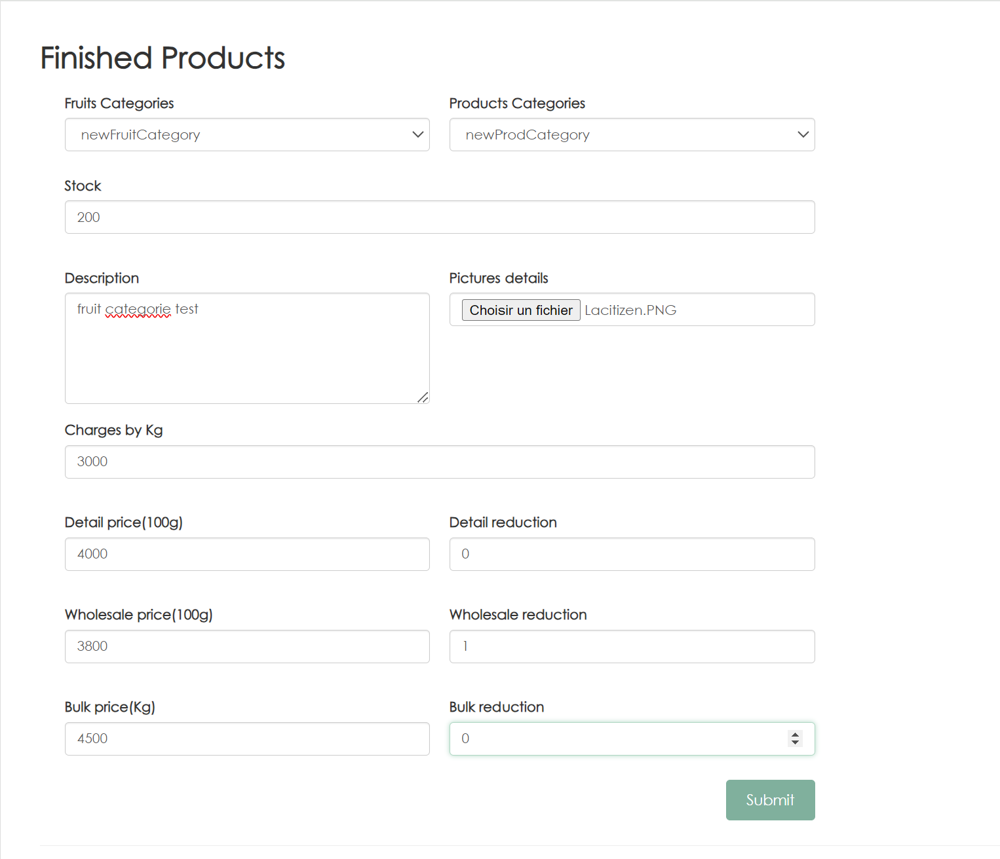 Finished Products
Fruits Categories
Products Categories
newFruitCategory
newProdCategory
Stock
200
Description
Pictures details
fruit categorie test
Choisir un fichier Lacitizen.PNG
Charges by Kg
3000
Detail price(100g)
Detail reduction
4000
0
Wholesale price(100g)
Wholesale reduction
3800
1
Bulk price(Kg)
Bulk reduction
4500
0
Submit